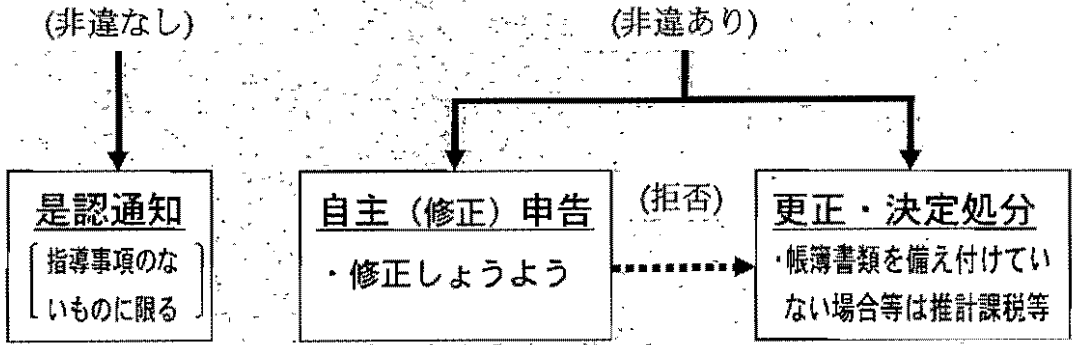 (非違なし)
(非違あり)
是認通知
指導事項のな
いものに限る
自主（修正）申告
・修正しょうよう
(拒否)
更正・決定処分
・帳簿書類を備え付けてい
ない場合等は推計課税等